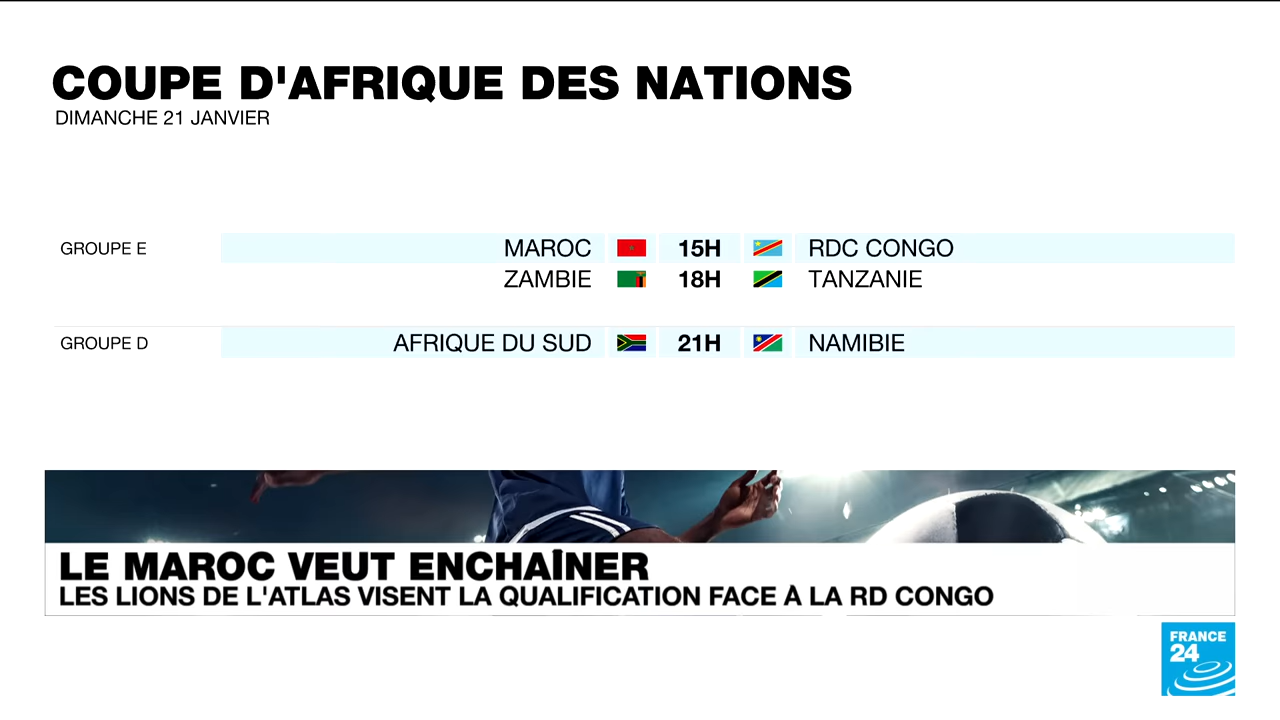 COUPE D'AFRIQUE DES NATIONS
DIMANCHE 21 JANVIER
GROUPE E MAROC 15H RDC CONGO
ZAMBIE 18H TANZANIE
GROUPE D AFRIQUE DU SUD 21H NAMIBIE
LE MAROC VEUT ENCHAÎNER
LES LIONS DE L'ATLAS VISENT LA QUALIFICATION FACE À LA RD CONGO
FRANCE
24